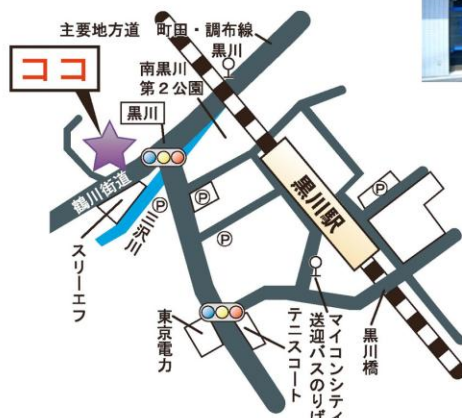 主要地方道 町田・調布線
黒川
ココ
南黒川
第2公園
黒川
鶴川街道
三沢川
スリーエフ
P
P
P
P
黒川駅
東京電力
テニスコート
マイコンシティ
送迎バスのりば
黒川橋